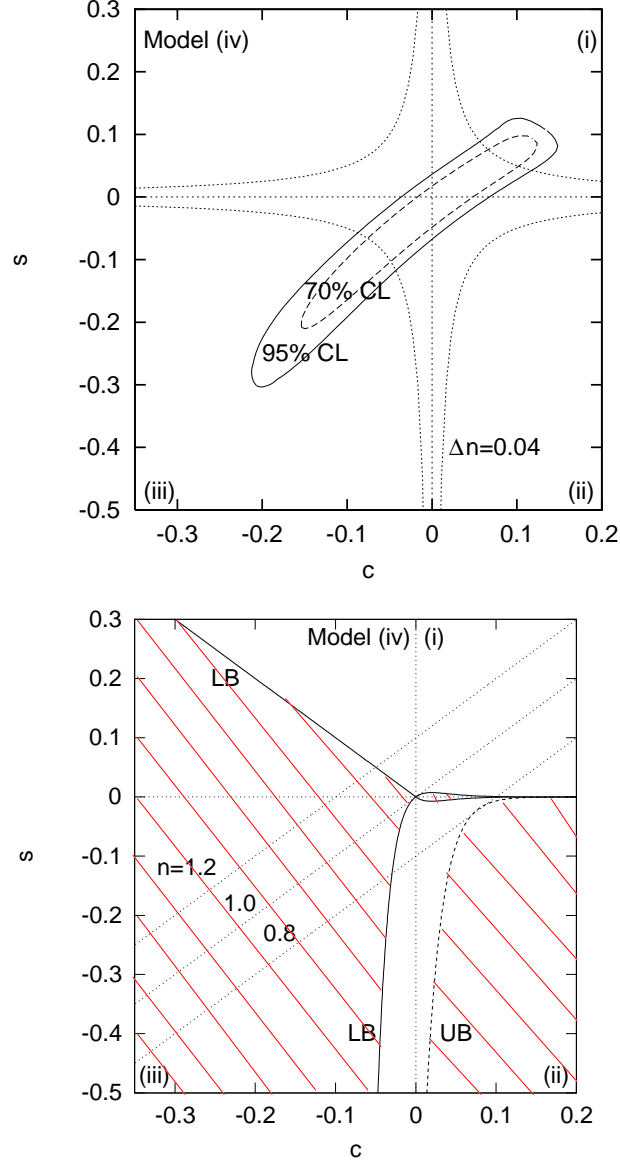 0.3
Model (iv) (i)
0.2
0.1
0
s
-0.1
70% CL
-0.2
95% CL
-0.3
-0.4
Δn=0.04
(iii) (ii)
-0.5
-0.3 -0.2 -0.1 0 0.1 0.2
c
0.3
Model (iv) (i)
LB
0.2
0.1
0
s
-0.1
n=1.2
1.0
-0.2
0.8
-0.3
-0.4
LB UB
(iii) (ii)
-0.5
-0.3 -0.2 -0.1 0 0.1 0.2
c